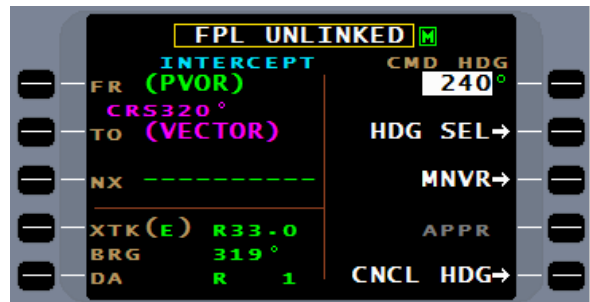 FPL UNLINKED M
INTERCEPT CMD HDG
FR (PVOR) 240°
CRS320°
TO (VECTOR) HDG SEL→
NX ---------- MNVR→
XTK(E) R33.0 APPR
BRG 319°
DA R 1 CNCL HDG→